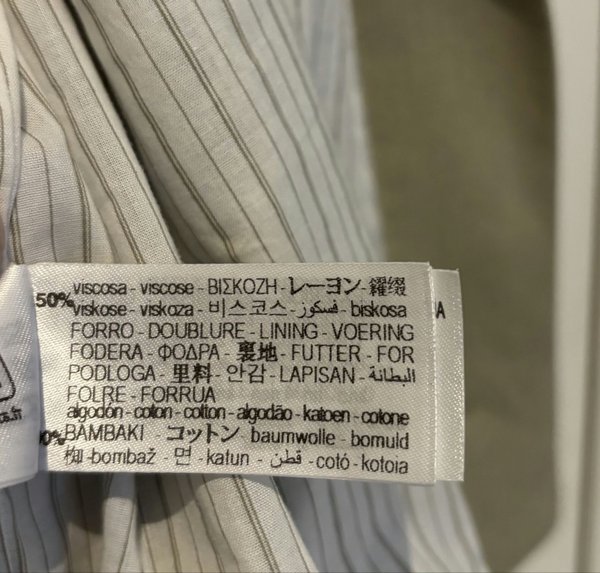 50% viscosa - viscose - ΒΙΣΚΟΖΗ - レーヨン - 
viskose - viskoza - 비스코스 - فسكوز - biskosa
FORRO - DOUBLURE - LINING - VOERING
FODERA - ΦΟΔΡΑ - 裏地 - FUTTER - FOR
PODLOGA - 里料 - 안감 - LAPISAN - البطانة
FOLRE - FORRUA
algodón - coton - cotton - algodão - katoen - cotone
0% BAMBAKI - コットン - baumwolle - bomuld
棉 - bombaž - 면 - katun - قطن - cotó - kotoia
A